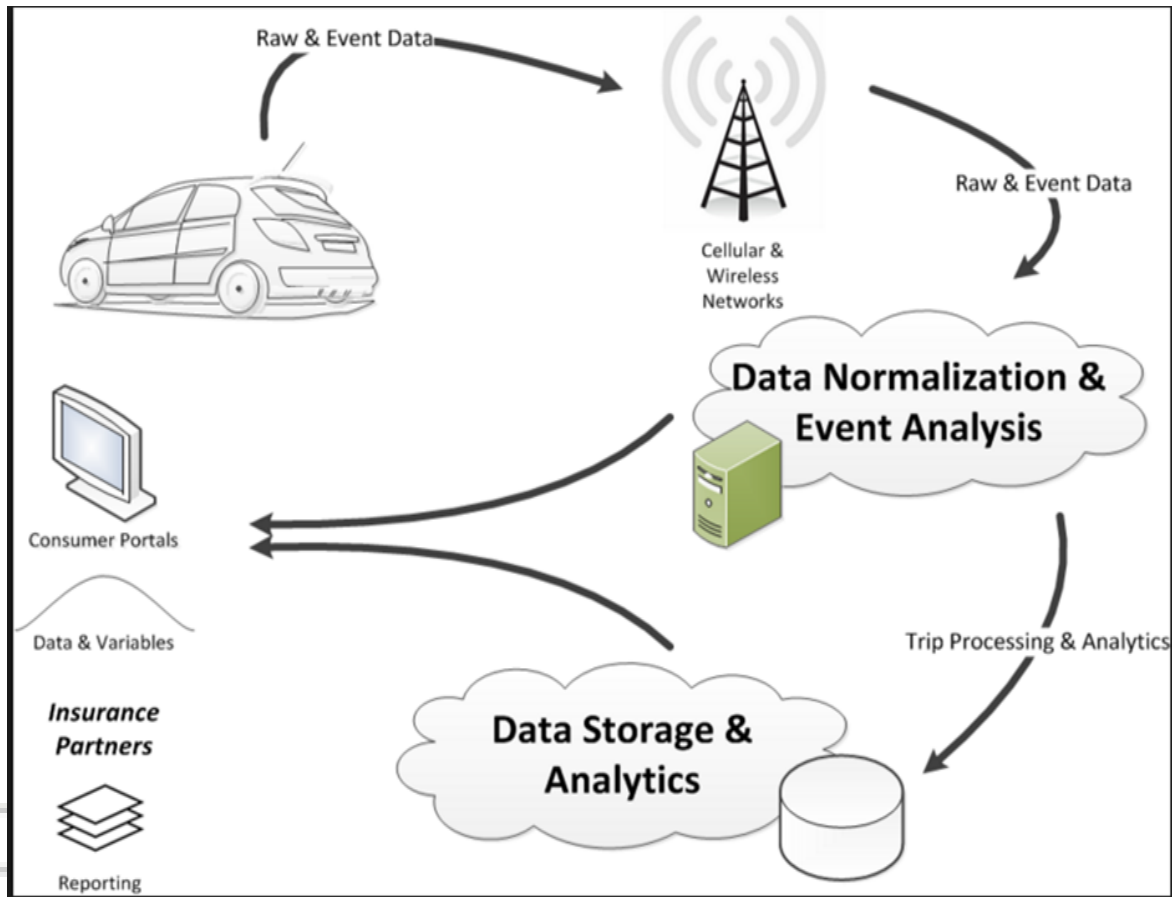 Raw & Event Data
Cellular &
Wireless
Networks
Raw & Event Data
Data Normalization &
Event Analysis
Consumer Portals
Data & Variables
Trip Processing & Analytics
Insurance
Partners
Data Storage &
Analytics
Reporting